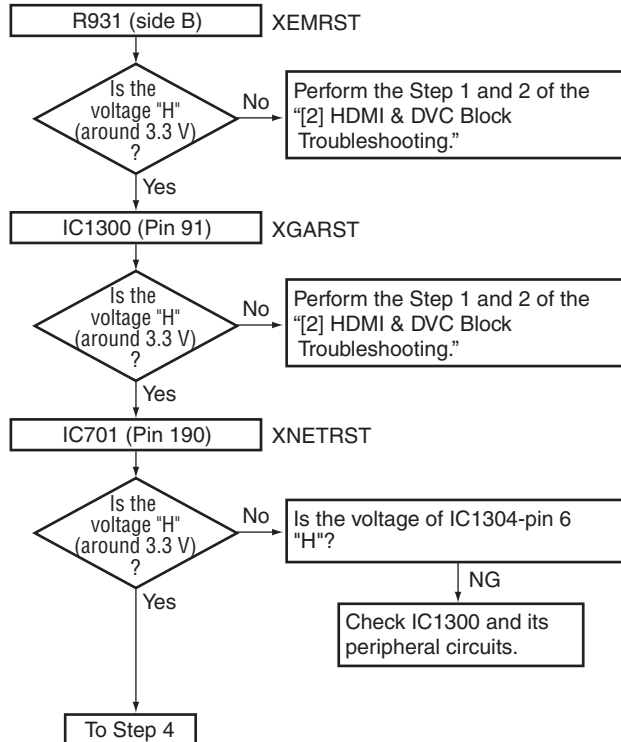 R931 (side B)
XEMRST
Is the
voltage "H"
(around 3.3 V)
?
No
Perform the Step 1 and 2 of the
“[2] HDMI & DVC Block
Troubleshooting.”
Yes
IC1300 (Pin 91)
XGARST
Is the
voltage "H"
(around 3.3 V)
?
No
Perform the Step 1 and 2 of the
“[2] HDMI & DVC Block
Troubleshooting.”
Yes
IC701 (Pin 190)
XNETRST
Is the
voltage "H"
(around 3.3 V)
?
No
Is the voltage of IC1304-pin 6
"H"?
NG
Check IC1300 and its
peripheral circuits.
Yes
To Step 4